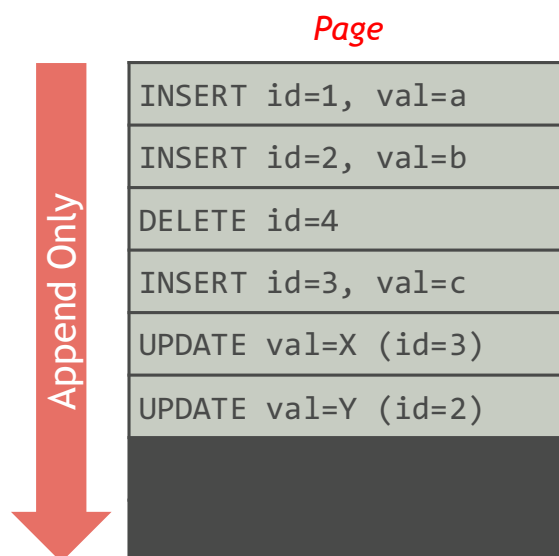 Page
Append Only
INSERT id=1, val=a
INSERT id=2, val=b
DELETE id=4
INSERT id=3, val=c
UPDATE val=X (id=3)
UPDATE val=Y (id=2)